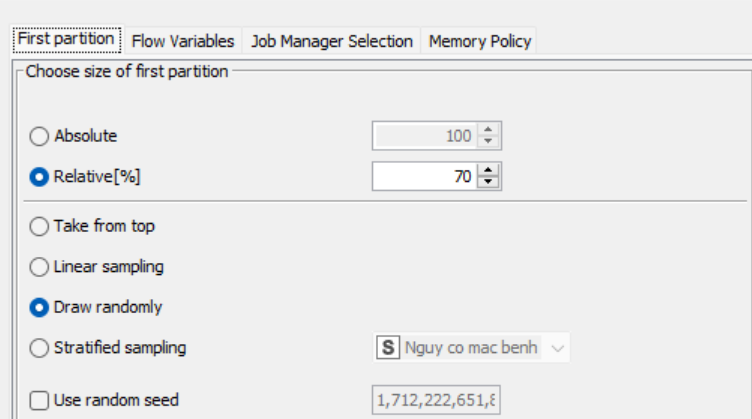 First partition Flow Variables Job Manager Selection Memory Policy
Choose size of first partition
Absolute 100
Relative[%] 70
Take from top
Linear sampling
Draw randomly
Stratified sampling S Nguy co mac benh
Use random seed 1,712,222,651,8